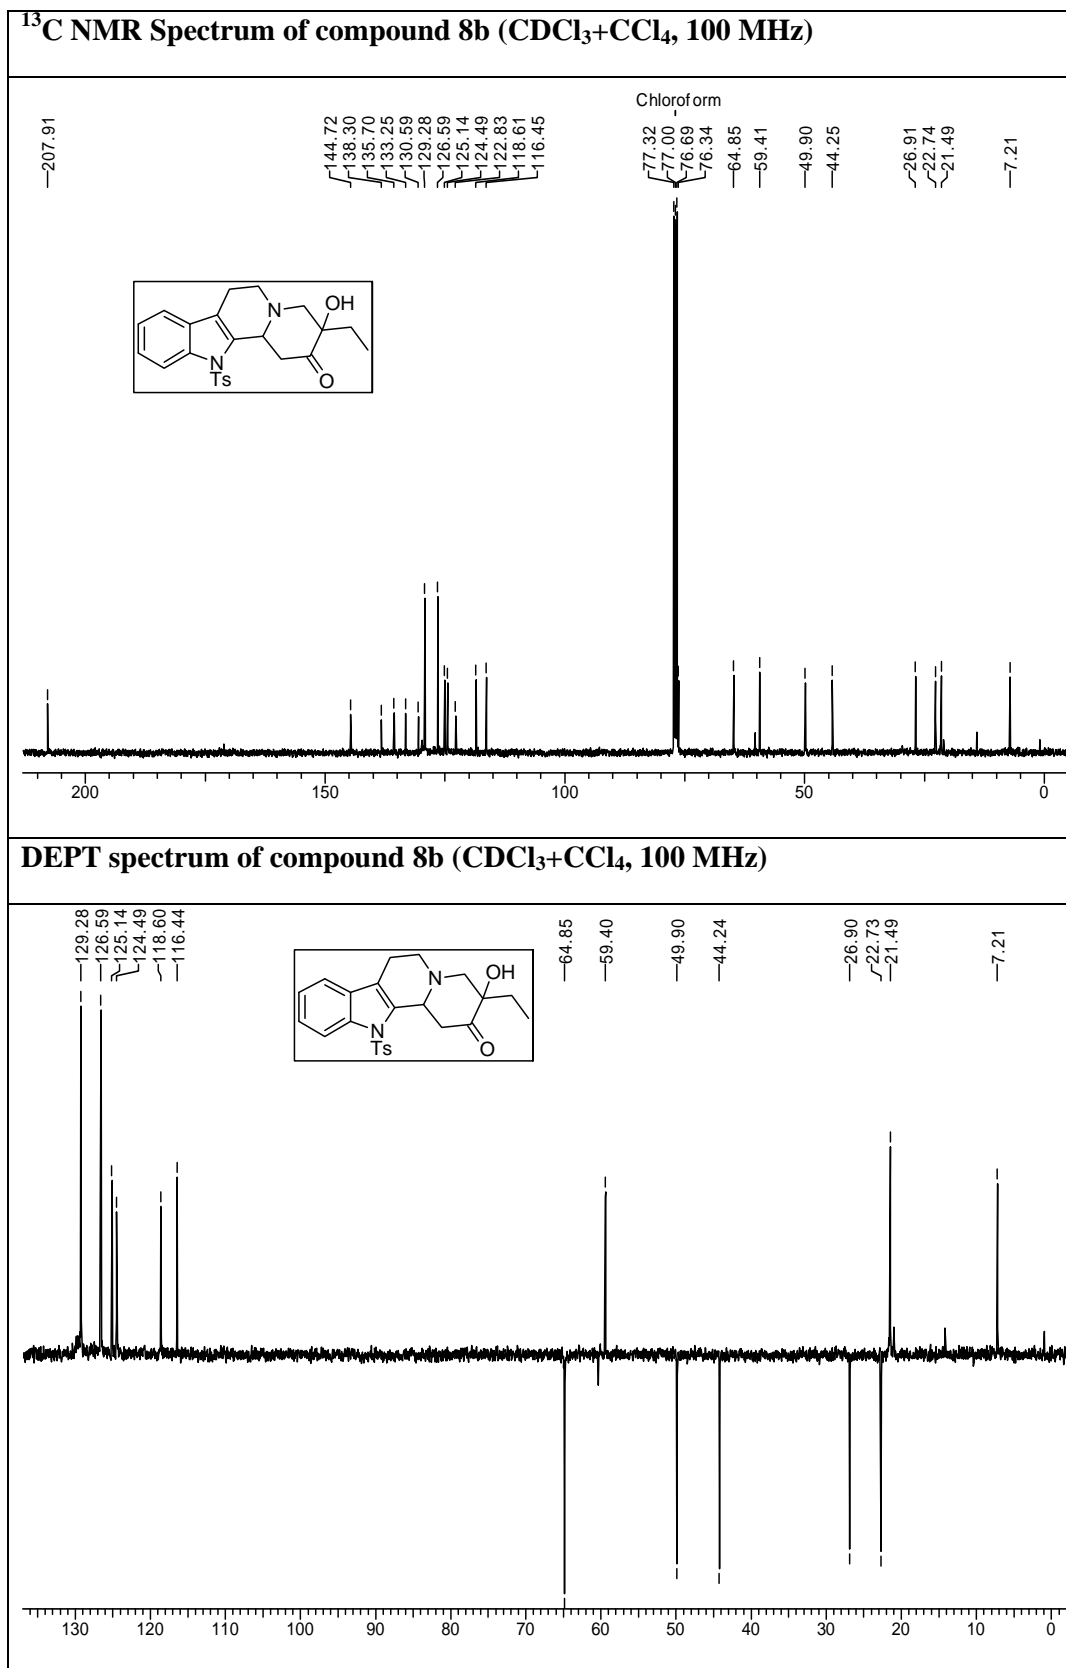 ¹³C NMR Spectrum of compound 8b (CDCl₃+CCl₄, 100 MHz)
Chloroform
207.91
144.72
138.30
135.70
133.25
130.59
129.28
126.59
125.14
124.49
122.83
118.61
116.45
77.32
77.00
76.69
76.34
64.85
59.41
49.90
44.25
26.91
22.74
21.49
7.21
N
OH
N
Ts
O
200 150 100 50 0
DEPT spectrum of compound 8b (CDCl₃+CCl₄, 100 MHz)
129.28
126.59
125.14
124.49
118.60
116.44
64.85
59.40
49.90
44.24
26.90
22.73
21.49
7.21
N
OH
N
Ts
O
130 120 110 100 90 80 70 60 50 40 30 20 10 0